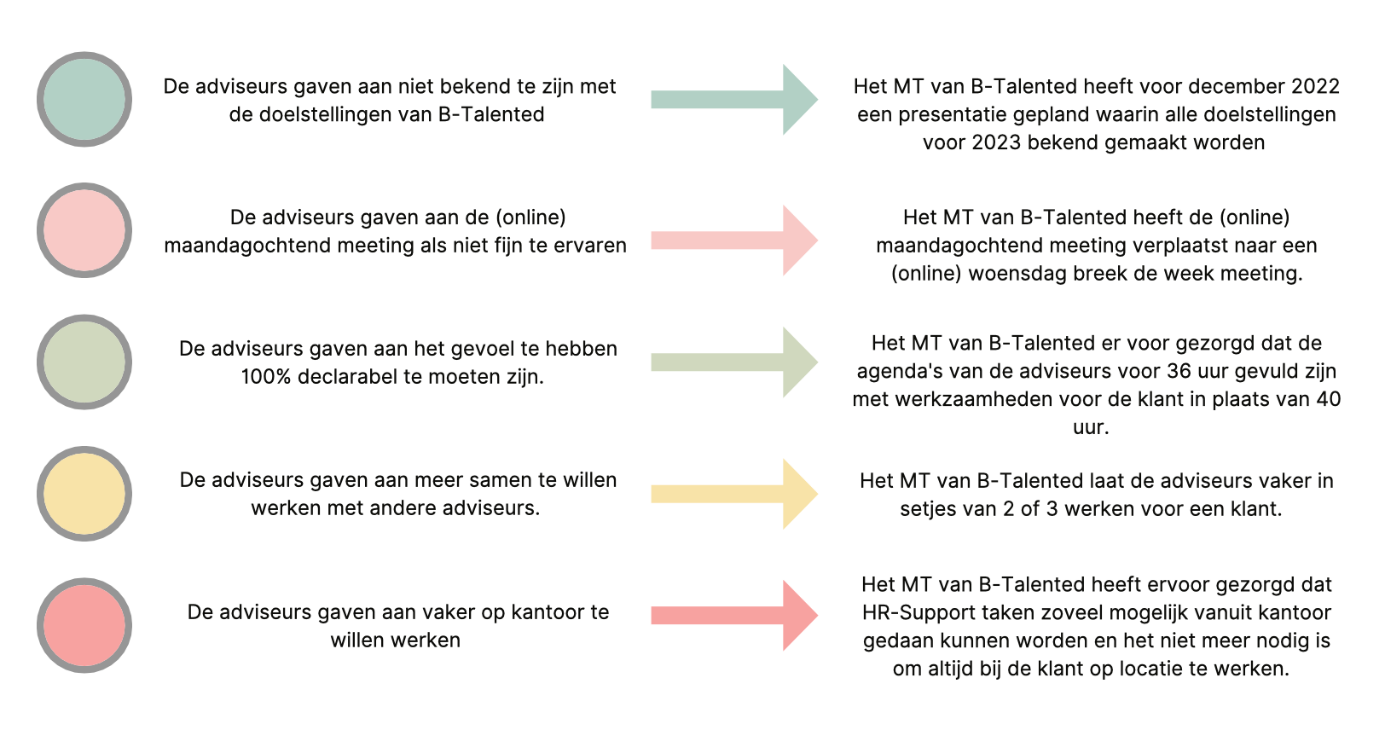 De adviseurs gaven aan niet bekend te zijn met
de doelstellingen van B-Talented
Het MT van B-Talented heeft voor december 2022
een presentatie gepland waarin alle doelstellingen
voor 2023 bekend gemaakt worden
De adviseurs gaven aan de (online)
maandagochtend meeting als niet fijn te ervaren
Het MT van B-Talented heeft de (online)
maandagochtend meeting verplaatst naar een
(online) woensdag breek de week meeting.
De adviseurs gaven aan het gevoel te hebben
100% declarabel te moeten zijn.
Het MT van B-Talented er voor gezorgd dat de
agenda's van de adviseurs voor 36 uur gevuld zijn
met werkzaamheden voor de klant in plaats van 40
uur.
De adviseurs gaven aan meer samen te willen
werken met andere adviseurs.
Het MT van B-Talented laat de adviseurs vaker in
setjes van 2 of 3 werken voor een klant.
De adviseurs gaven aan vaker op kantoor te
willen werken
Het MT van B-Talented heeft ervoor gezorgd dat
HR-Support taken zoveel mogelijk vanuit kantoor
gedaan kunnen worden en het niet meer nodig is
om altijd bij de klant op locatie te werken.